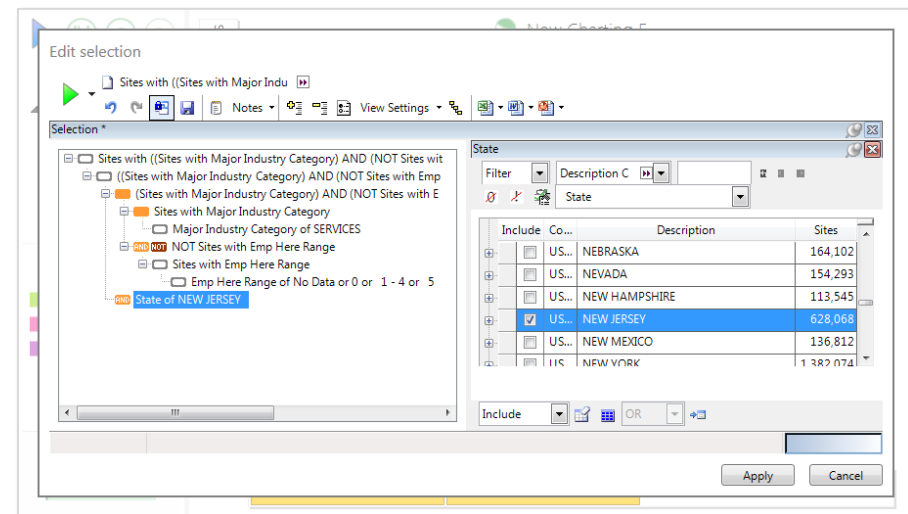 Edit selection
Sites with ((Sites with Major Indu
Notes
View Settings
Selection *
Sites with ((Sites with Major Industry Category) AND (NOT Sites wit
((Sites with Major Industry Category) AND (NOT Sites with Emp
(Sites with Major Industry Category) AND (NOT Sites with E
Sites with Major Industry Category
Major Industry Category of SERVICES
AND NOT NOT Sites with Emp Here Range
Sites with Emp Here Range
Emp Here Range of No Data or 0 or 1 - 4 or 5
AND State of NEW JERSEY
State
Filter Description C
State
Include Co... Description Sites
US... NEBRASKA 164,102
US... NEVADA 154,293
US... NEW HAMPSHIRE 113,545
US... NEW JERSEY 628,068
US... NEW MEXICO 136,812
US... NEW YORK 1,382,074
Include OR
Apply Cancel